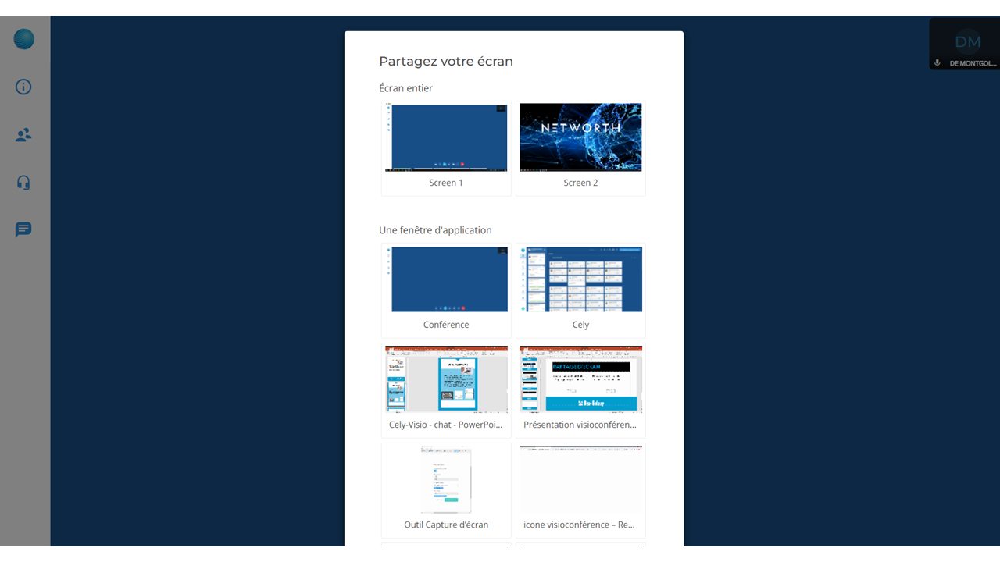 DM
DE MONTGOL...
Partagez votre écran
Écran entier
NETWORTH
Screen 1
Screen 2
Une fenêtre d'application
Conférence
Cely
PARTAGE D'ECRAN
Cely-Visio - chat - PowerPoi...
Présentation visioconféren...
Outil Capture d'écran
icone visioconférence – Re...